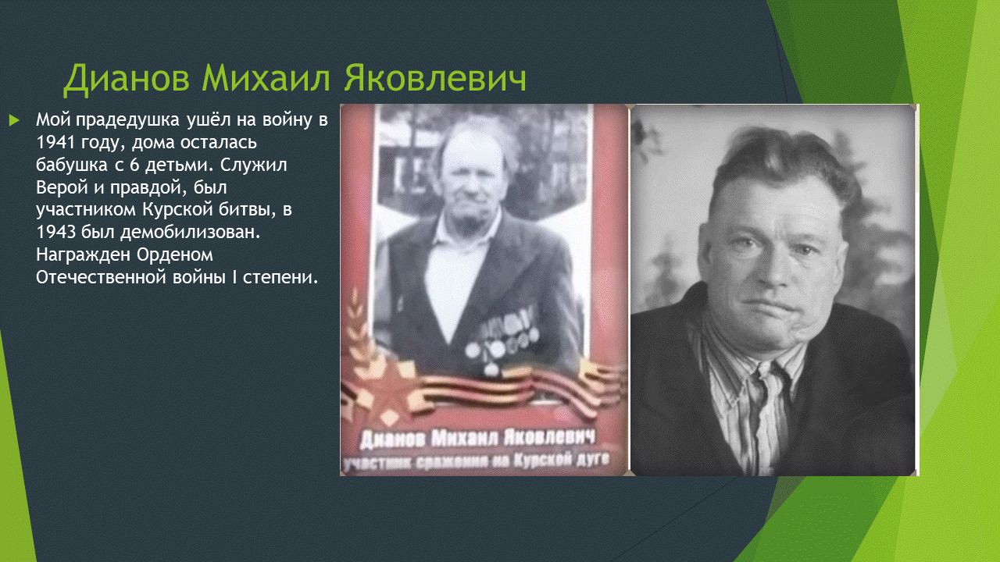 Дианов Михаил Яковлевич
Мой прадедушка ушёл на войну в
1941 году, дома осталась
бабушка с 6 детьми. Служил
Верой и правдой, был
участником Курской битвы, в
1943 был демобилизован.
Награжден Орденом
Отечественной войны I степени.
Дианов Михаил Яковлевич
участник сражения на Курской дуге